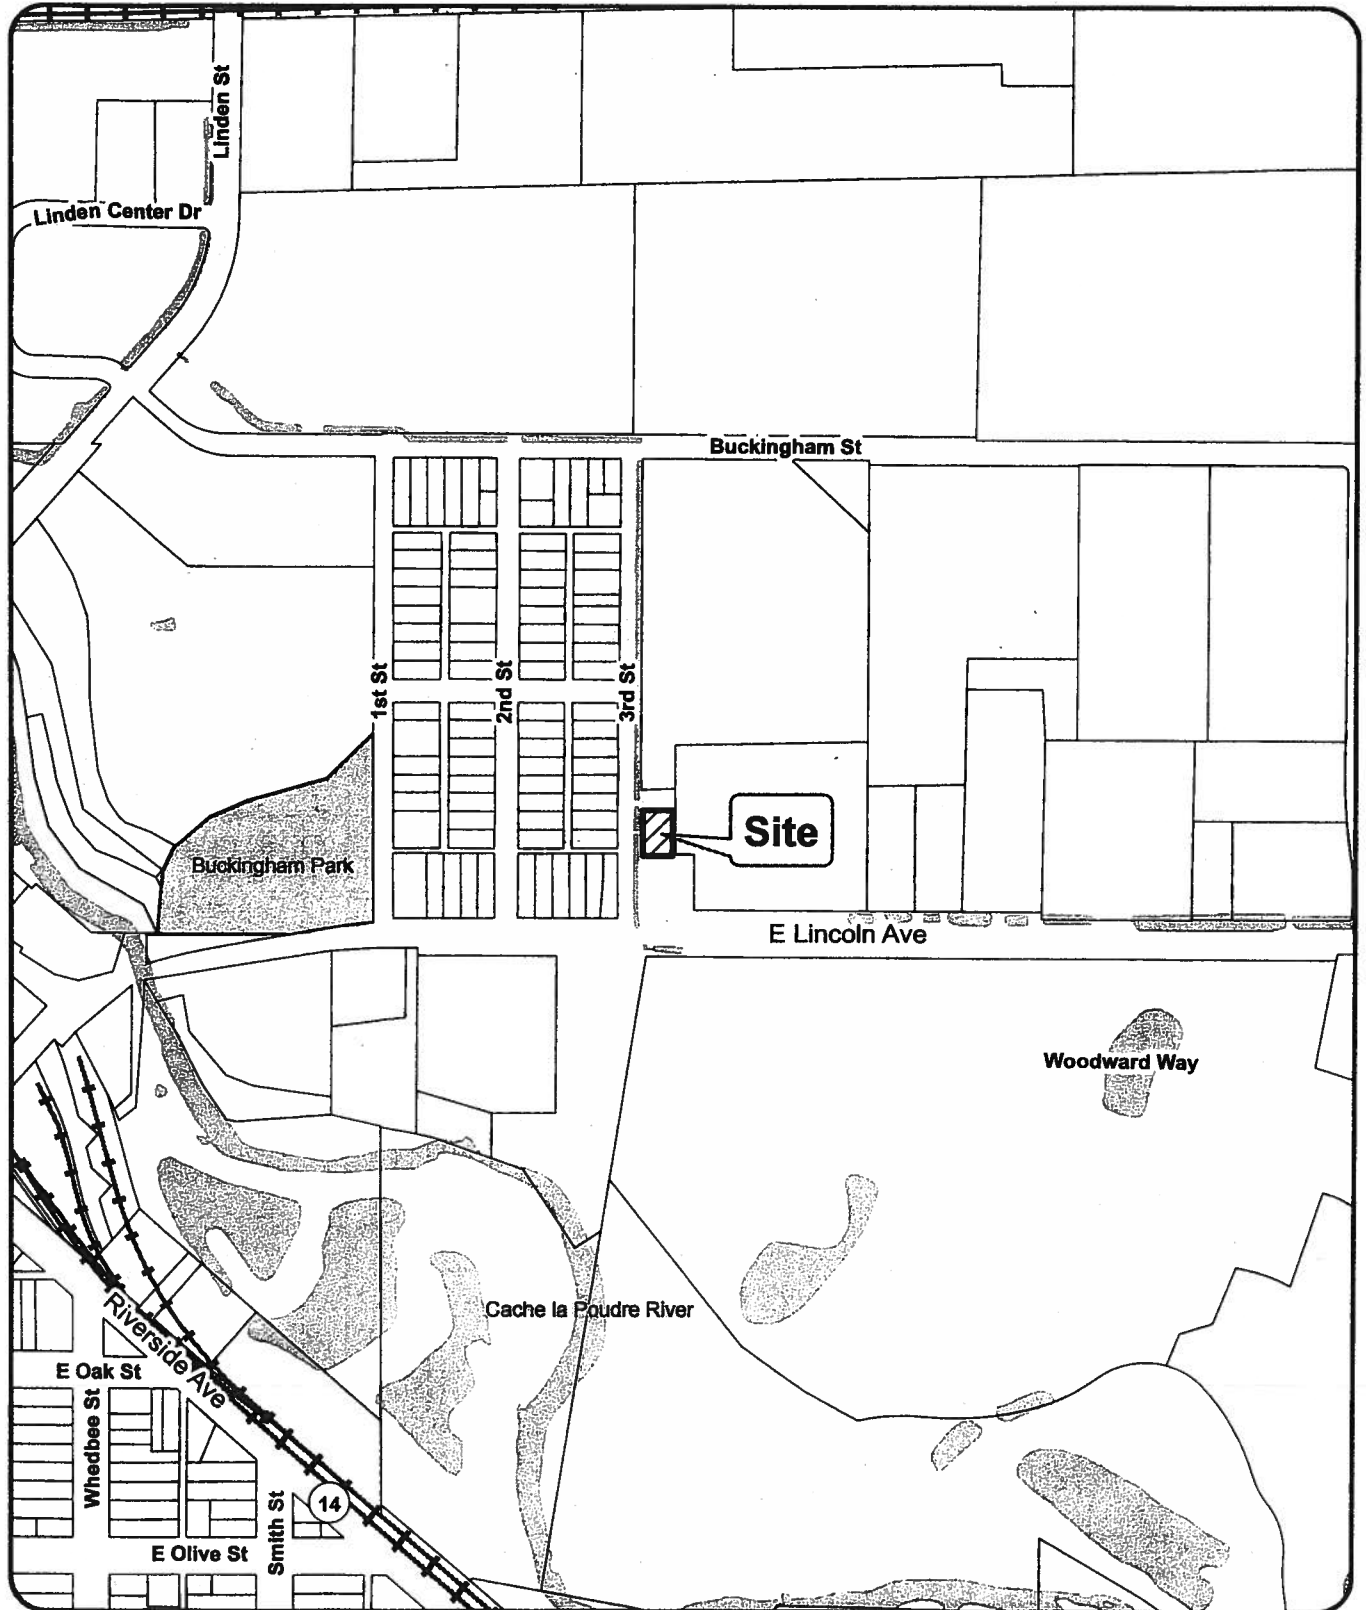 Linden St
Linden Center Dr
Buckingham St
1st St
2nd St
3rd St
Site
Buckingham Park
E Lincoln Ave
Woodward Way
Cache la Poudre River
Riverside Ave
E Oak St
Whedbee St
14
Smith St
E Olive St